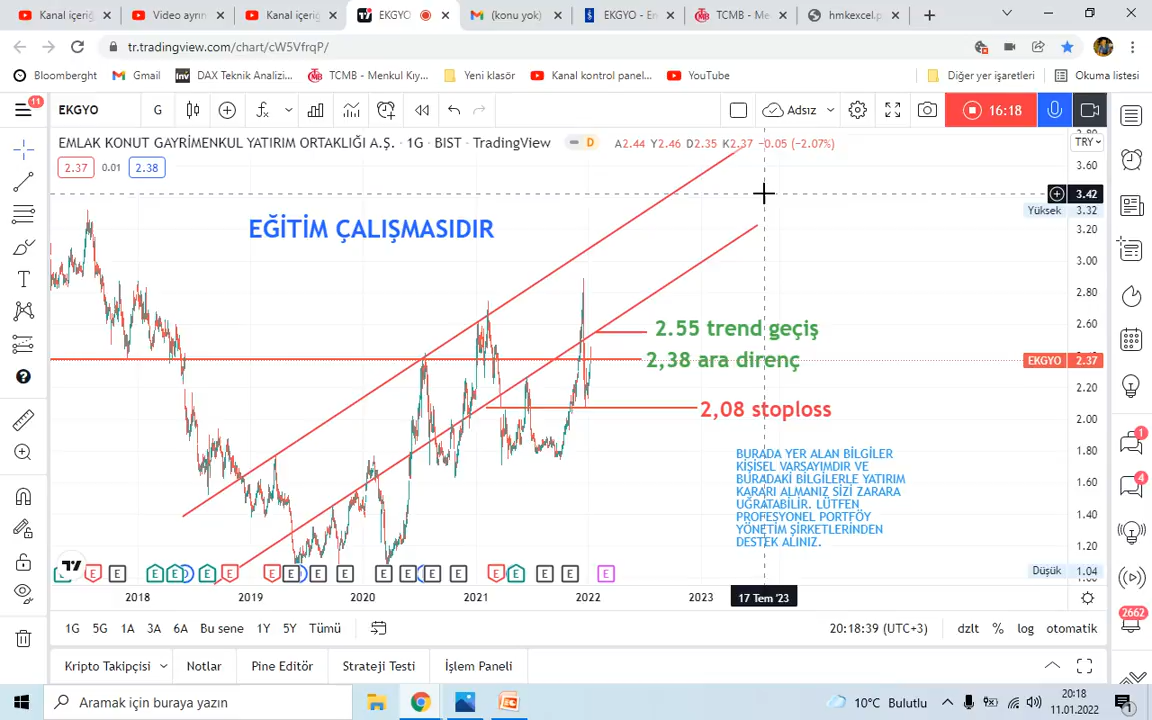 Kanal içeriğ
Video ayrın
Kanal içeriğ
EKGYO
(konu yok)
EKGYO - En
TCMB - Me
hmkexcel.p
tr.tradingview.com/chart/cW5VfrqP/
Bloomberght
Gmail
DAX Teknik Analizi...
TCMB - Menkul Kıy...
Yeni klasör
Kanal kontrol panel...
YouTube
Diğer yer işaretleri
Okuma listesi
11
EKGYO
G
Adsız
16:18
EMLAK KONUT GAYRİMENKUL YATIRIM ORTAKLIĞI A.Ş. · 1G · BIST · TradingView
D
A2.44 Y2.46 D2.35 K2.37 −0.05 (−2.07%)
TRY
2.37
0.01
2.38
3.60
3.42
Yüksek 3.32
3.20
3.00
2.80
2.60
EKGYO 2.37
2.20
2.00
1.80
1.60
1.40
1.20
Düşük 1.04
EĞİTİM ÇALIŞMASIDIR
2.55 trend geçiş
2,38 ara direnç
2,08 stoploss
BURADA YER ALAN BİLGİLER
KİŞİSEL VARSAYIMDIR VE
BURADAKİ BİLGİLERLE YATIRIM
KARARI ALMANIZ SİZİ ZARARA
UĞRATABİLİR. LÜTFEN
PROFESYONEL PORTFÖY
YÖNETİM ŞİRKETLERİNDEN
DESTEK ALINIZ.
E E E E E E E E E E E E E E E E E
2018
2019
2020
2021
2022
2023
17 Tem '23
1
4
2662
1G 5G 1A 3A 6A Bu sene 1Y 5Y Tümü
20:18:39 (UTC+3)
dzlt % log otomatik
Kripto Takipçisi
Notlar
Pine Editör
Strateji Testi
İşlem Paneli
Aramak için buraya yazın
10°C Bulutlu
20:18
11.01.2022
1